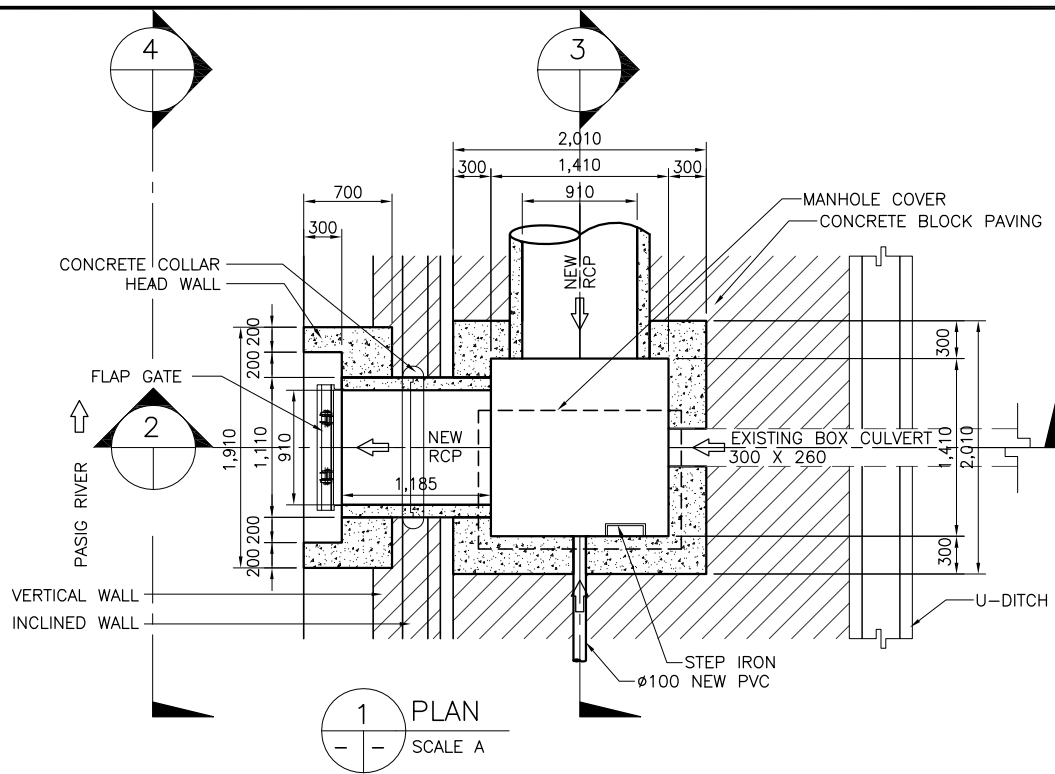 4
3
2,010
300
1,410
300
910
700
300
MANHOLE COVER
CONCRETE BLOCK PAVING
CONCRETE COLLAR
HEAD WALL
NEW
RCP
FLAP GATE
PASIG RIVER
2
200
200
1,910
1,110
910
200
200
NEW
RCP
1,185
EXISTING BOX CULVERT
300 X 260
300
1,410
2,010
300
VERTICAL WALL
INCLINED WALL
U-DITCH
STEP IRON
ø100 NEW PVC
1
PLAN
- -
SCALE A